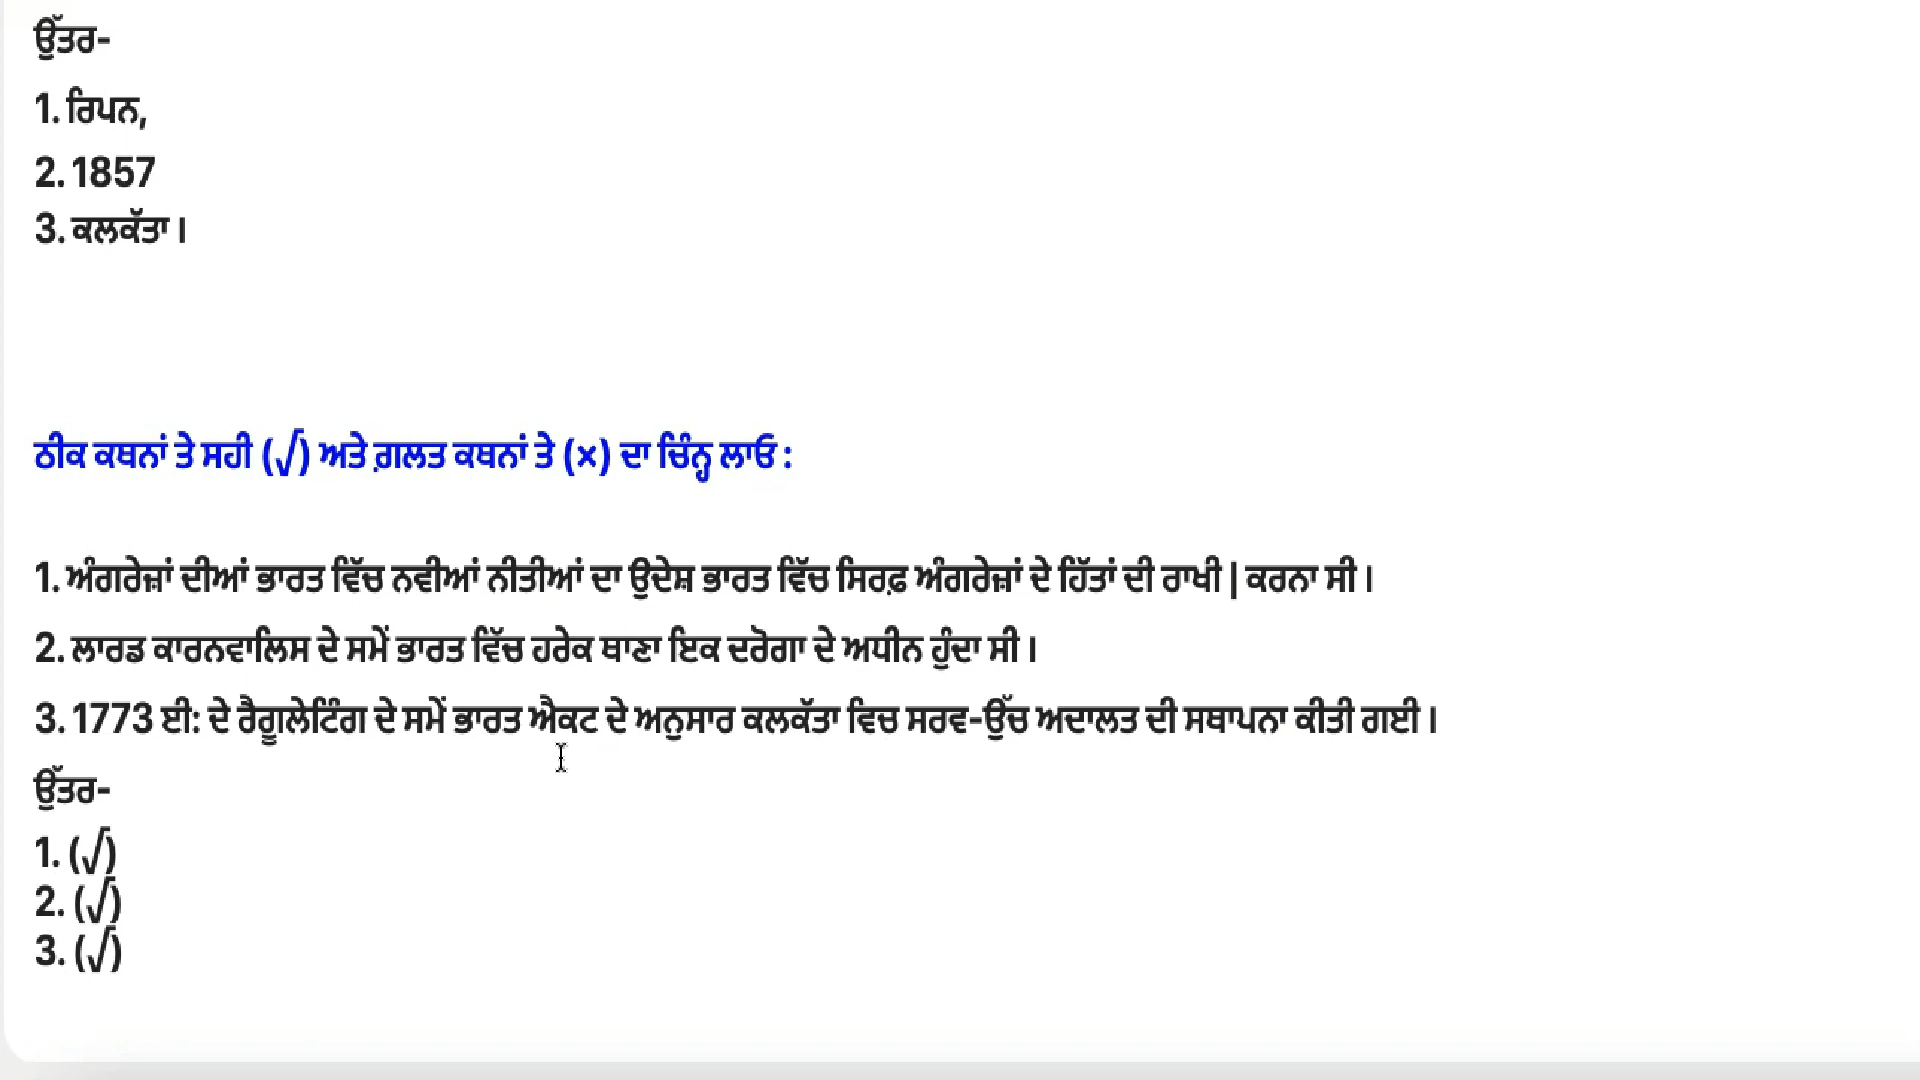 ਉੱਤਰ-
1. ਰਿਪਨ,
2. 1857
3. ਕਲਕੱਤਾ ।
ਠੀਕ ਕਥਨਾਂ ਤੇ ਸਹੀ (√) ਅਤੇ ਗ਼ਲਤ ਕਥਨਾਂ ਤੇ (×) ਦਾ ਚਿੰਨ੍ਹ ਲਾਓ :
1. ਅੰਗਰੇਜ਼ਾਂ ਦੀਆਂ ਭਾਰਤ ਵਿੱਚ ਨਵੀਆਂ ਨੀਤੀਆਂ ਦਾ ਉਦੇਸ਼ ਭਾਰਤ ਵਿੱਚ ਸਿਰਫ਼ ਅੰਗਰੇਜ਼ਾਂ ਦੇ ਹਿੱਤਾਂ ਦੀ ਰਾਖੀ | ਕਰਨਾ ਸੀ ।
2. ਲਾਰਡ ਕਾਰਨਵਾਲਿਸ ਦੇ ਸਮੇਂ ਭਾਰਤ ਵਿੱਚ ਹਰੇਕ ਥਾਣਾ ਇਕ ਦਰੋਗਾ ਦੇ ਅਧੀਨ ਹੁੰਦਾ ਸੀ ।
3. 1773 ਈ: ਦੇ ਰੈਗੂਲੇਟਿੰਗ ਦੇ ਸਮੇਂ ਭਾਰਤ ਐਕਟ ਦੇ ਅਨੁਸਾਰ ਕਲਕੱਤਾ ਵਿਚ ਸਰਵ-ਉੱਚ ਅਦਾਲਤ ਦੀ ਸਥਾਪਨਾ ਕੀਤੀ ਗਈ ।
ਉੱਤਰ-
1. (√)
2. (√)
3. (√)